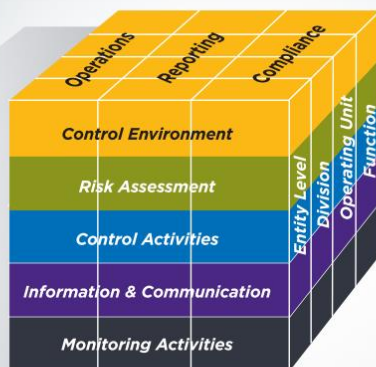 Operations
Reporting
Compliance
Control Environment
Risk Assessment
Control Activities
Information & Communication
Monitoring Activities
Entity Level
Division
Operating Unit
Function